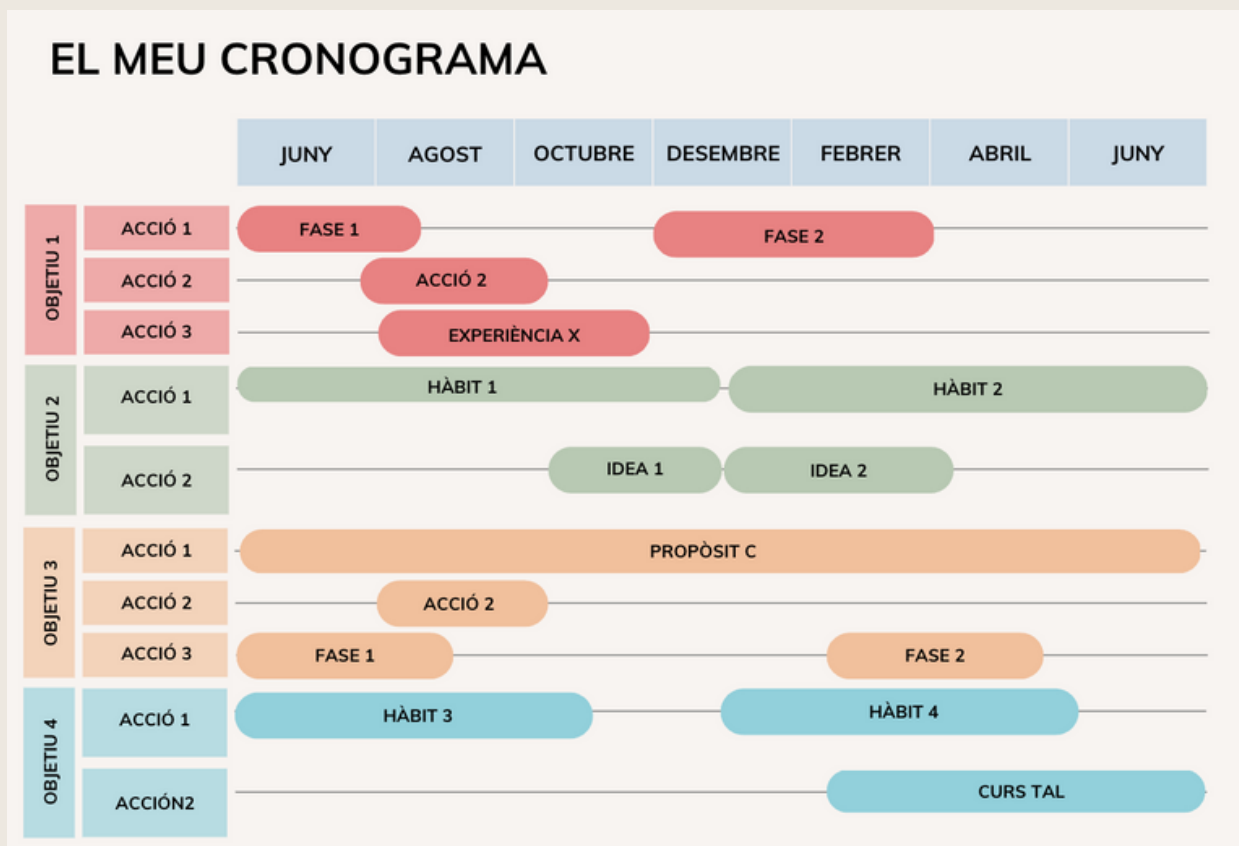 EL MEU CRONOGRAMA
JUNY AGOST OCTUBRE DESEMBRE FEBRER ABRIL JUNY
OBJETIU 1
ACCIÓ 1 FASE 1 FASE 2
ACCIÓ 2 ACCIÓ 2
ACCIÓ 3 EXPERIÈNCIA X
OBJETIU 2
ACCIÓ 1 HÀBIT 1 HÀBIT 2
ACCIÓ 2 IDEA 1 IDEA 2
OBJETIU 3
ACCIÓ 1 PROPÒSIT C
ACCIÓ 2 ACCIÓ 2
ACCIÓ 3 FASE 1 FASE 2
OBJETIU 4
ACCIÓ 1 HÀBIT 3 HÀBIT 4
ACCIÓN2 CURS TAL